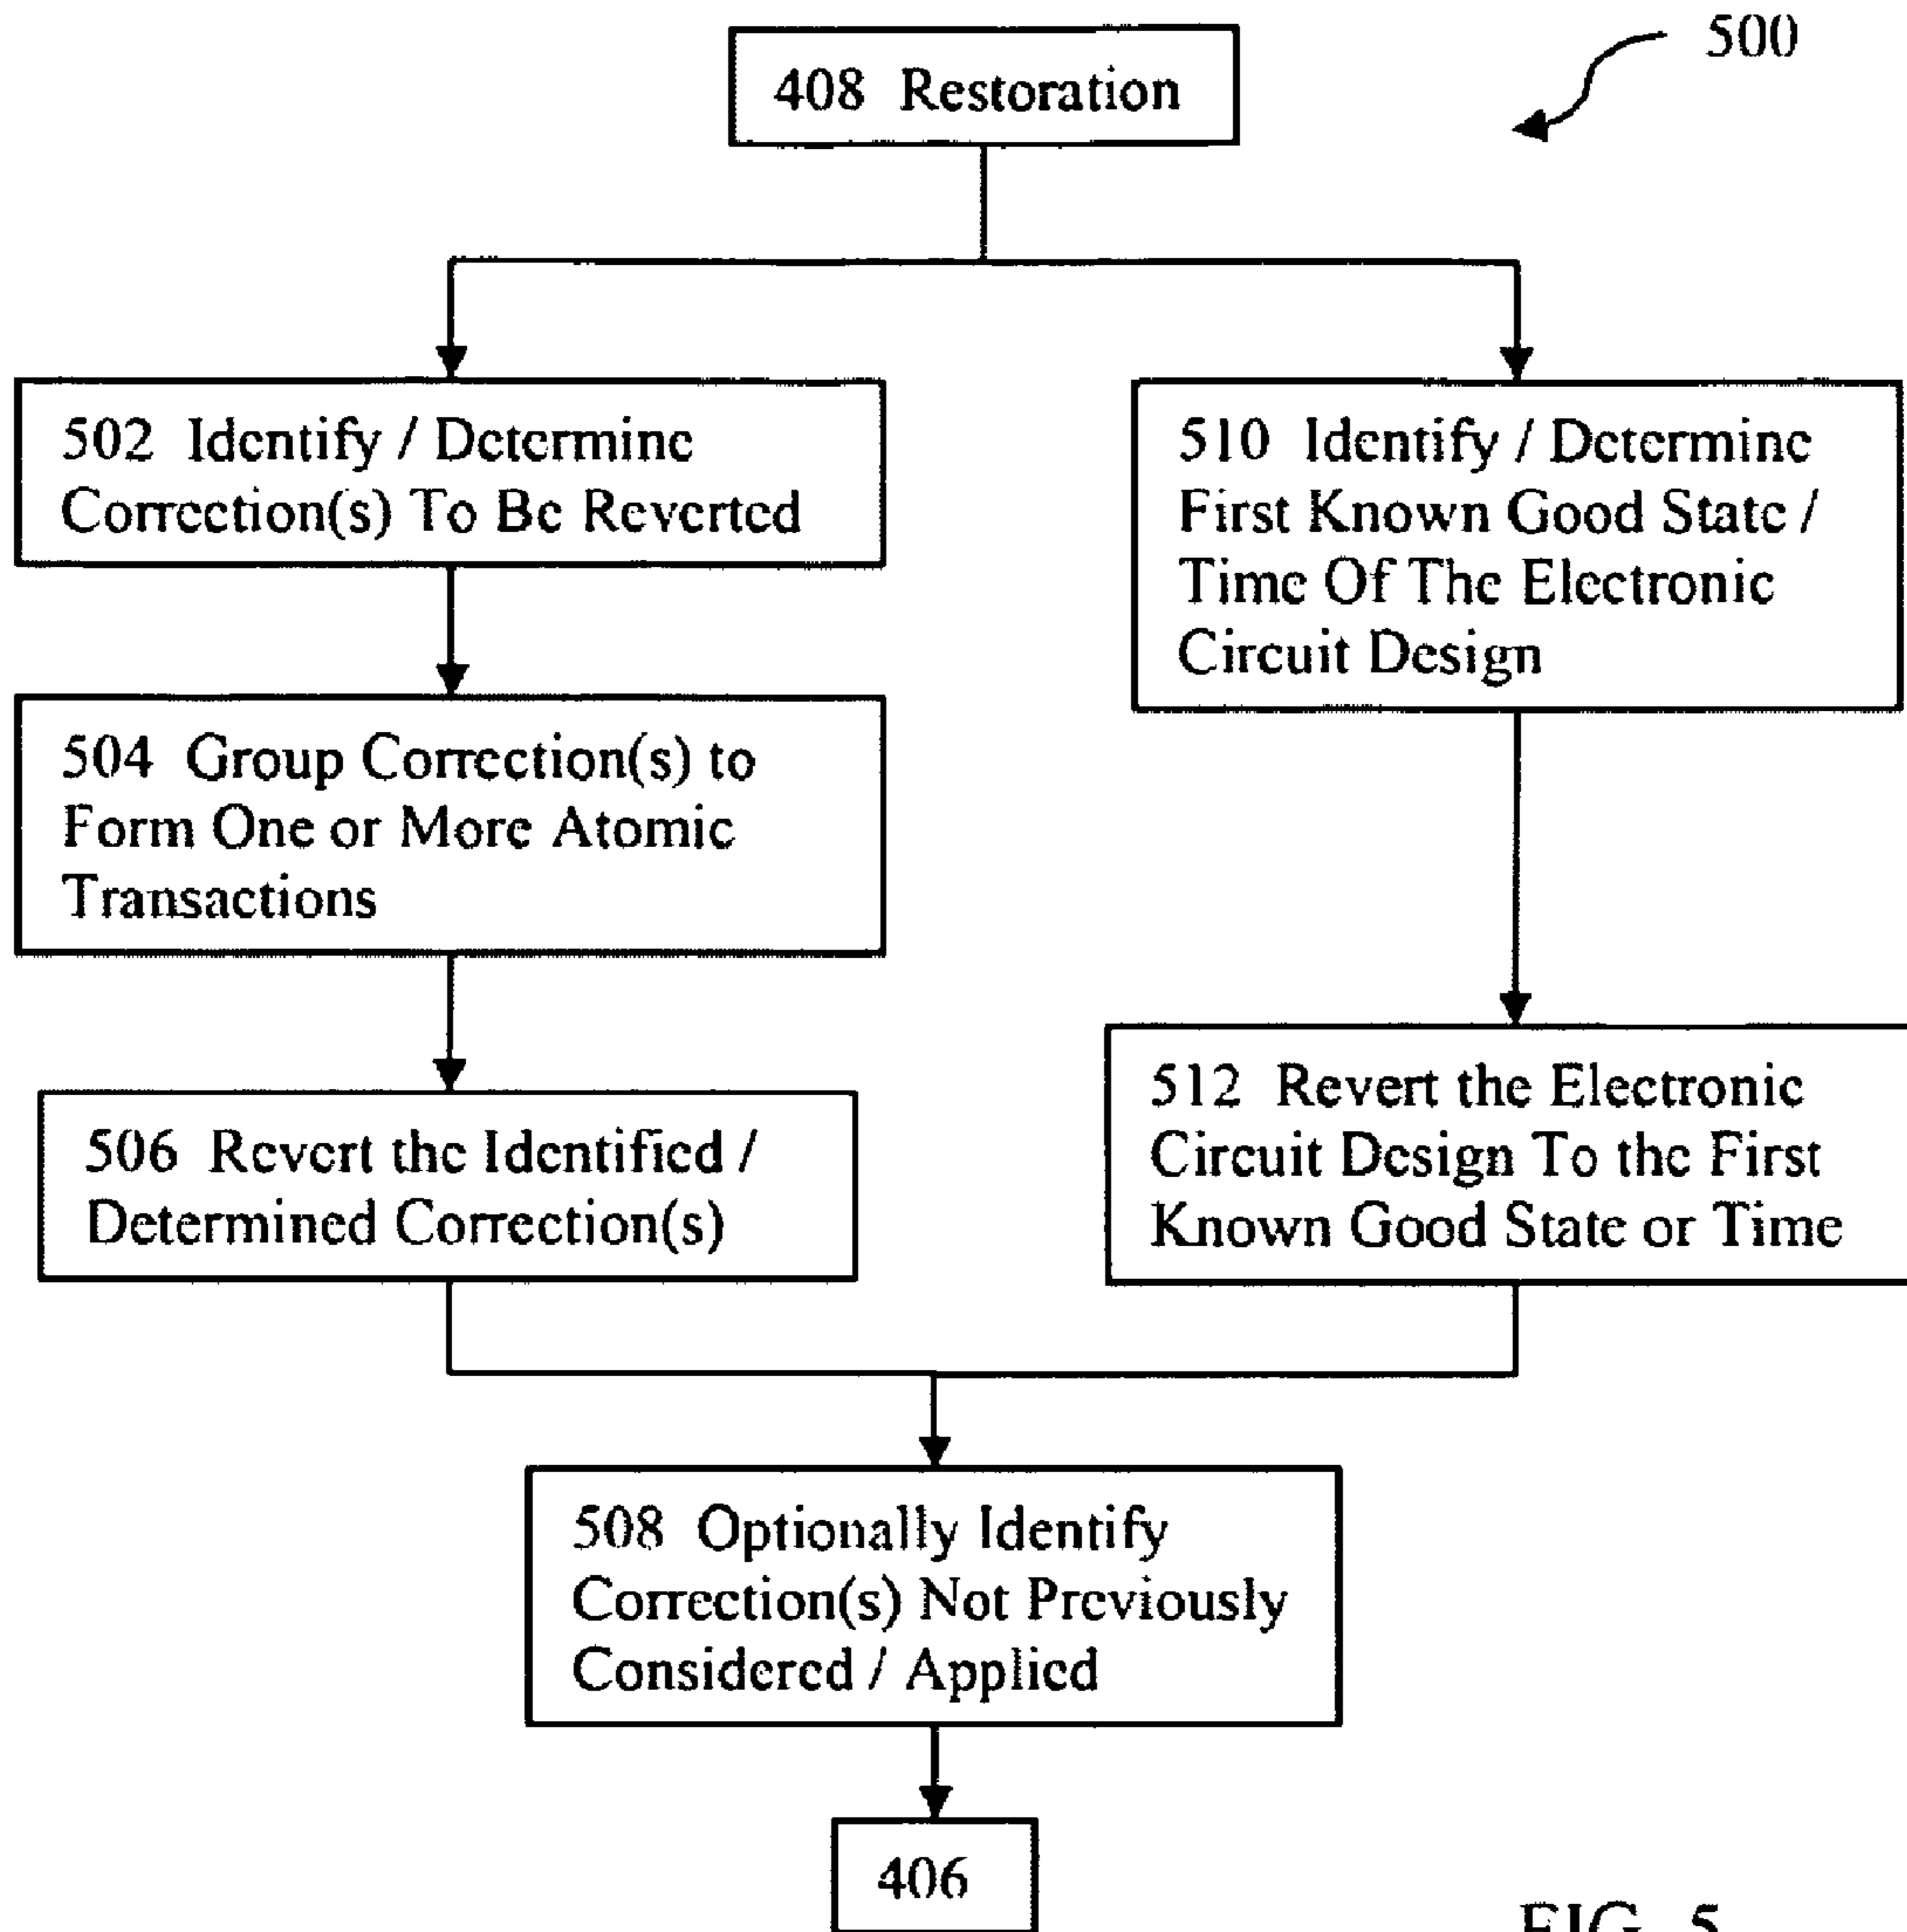 500
408 Restoration
502 Identify / Determine
Correction(s) To Be Reverted
510 Identify / Determine
First Known Good State /
Time Of The Electronic
Circuit Design
504 Group Correction(s) to
Form One or More Atomic
Transactions
506 Revert the Identified /
Determined Correction(s)
512 Revert the Electronic
Circuit Design To the First
Known Good State or Time
508 Optionally Identify
Correction(s) Not Previously
Considered / Applied
406
FIG. 5